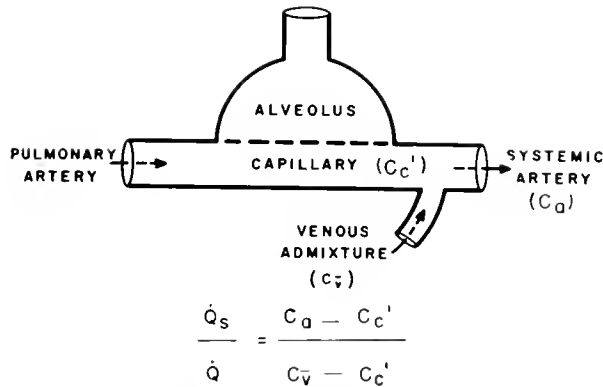 ALVEOLUS
PULMONARY
ARTERY
CAPILLARY (Cc')
SYSTEMIC
ARTERY
(Ca)
VENOUS
ADMIXTURE
(Cv̄)
Q̇s = Ca – Cc'
Q̇ Cv̄ – Cc'